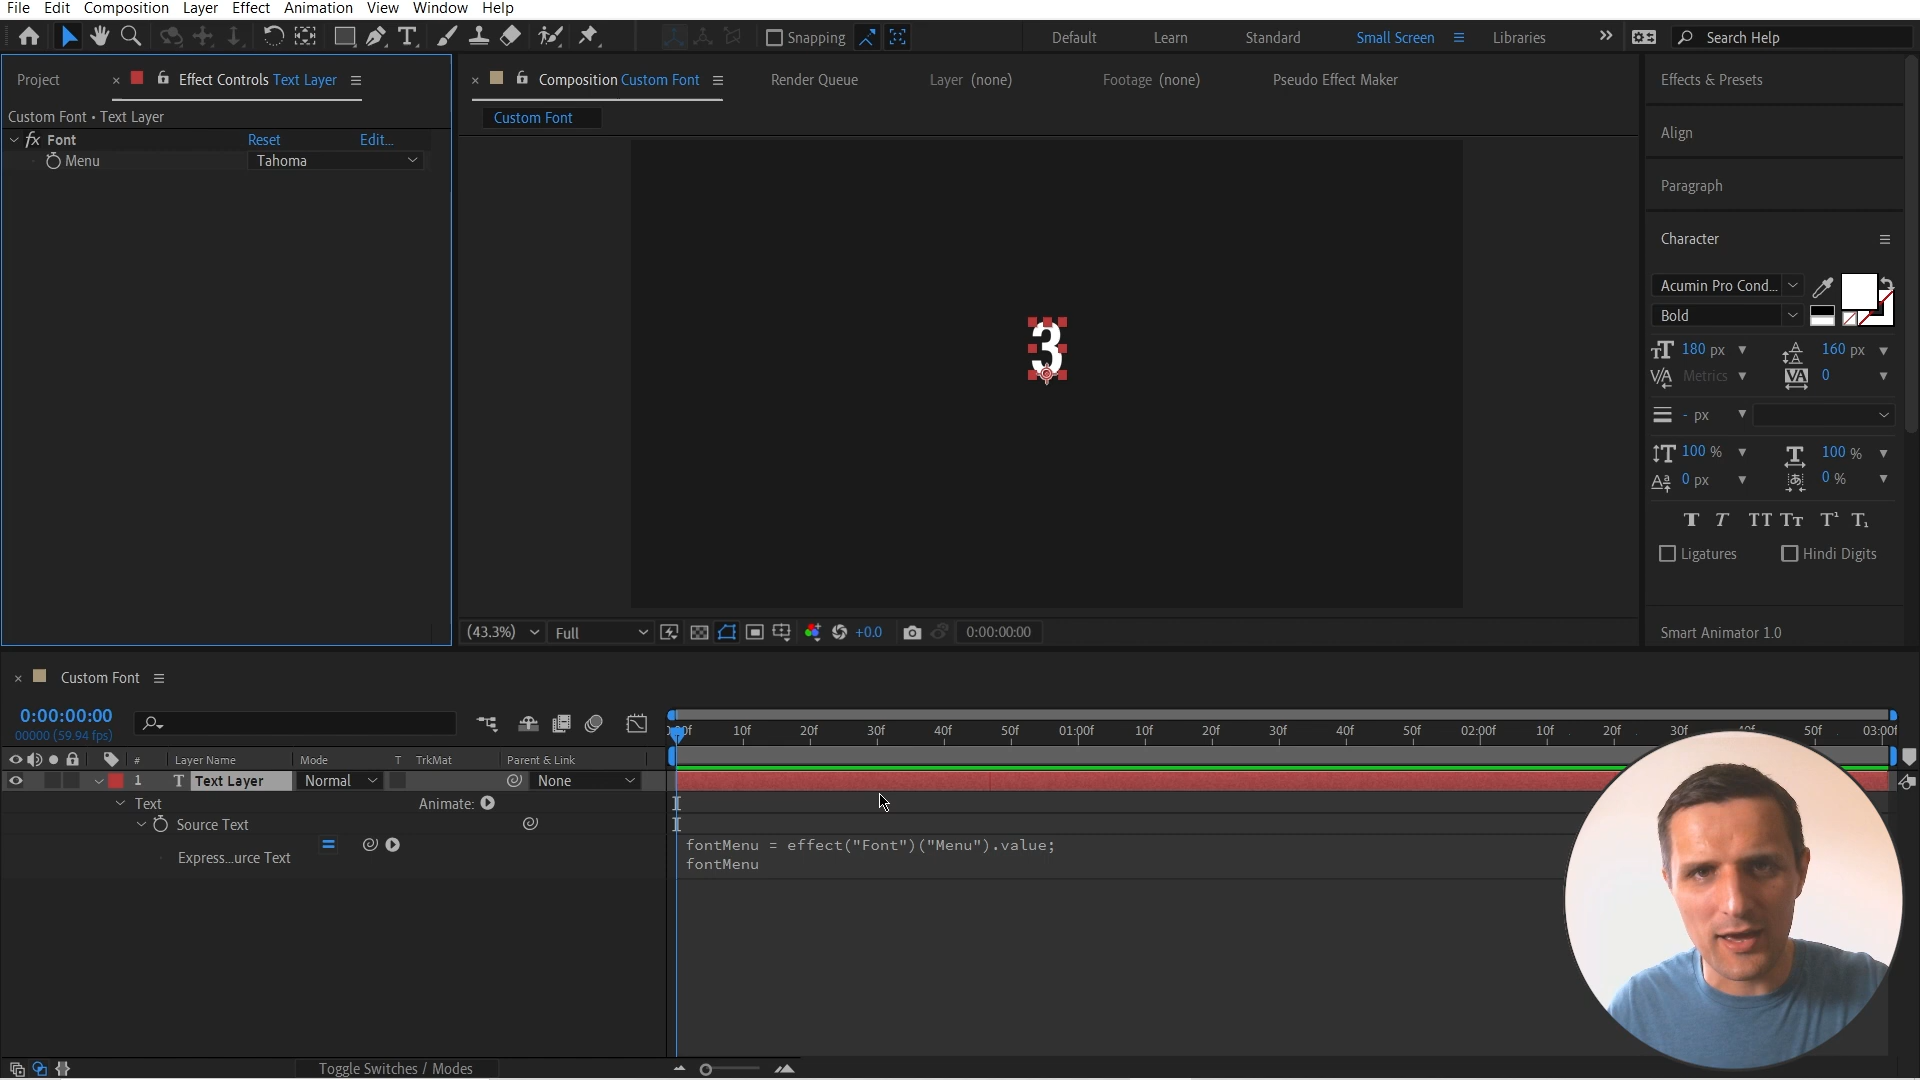 File Edit Composition Layer Effect Animation View Window Help
Snapping Default Learn Standard Small Screen Libraries Search Help
Project Effect Controls Text Layer
Composition Custom Font Render Queue Layer (none) Footage (none) Pseudo Effect Maker
Custom Font
Custom Font • Text Layer
fx Font Reset Edit...
Menu Tahoma
3
(43.3%) Full +0.0 0:00:00:00
Effects & Presets
Align
Paragraph
Character
Acumin Pro Cond...
Bold
180 px 160 px
Metrics 0
- px
100 % 100 %
0 px 0 %
Ligatures Hindi Digits
Smart Animator 1.0
Custom Font
0:00:00:00
00000 (59.94 fps)
10f 20f 30f 40f 50f 01:00f 10f 20f 30f 40f 50f 02:00f 10f 20f 30f 40f 50f 03:00f
# Layer Name Mode T TrkMat Parent & Link
1 T Text Layer Normal None
Text Animate:
Source Text
Express...urce Text
fontMenu = effect("Font")("Menu").value;
fontMenu
Toggle Switches / Modes